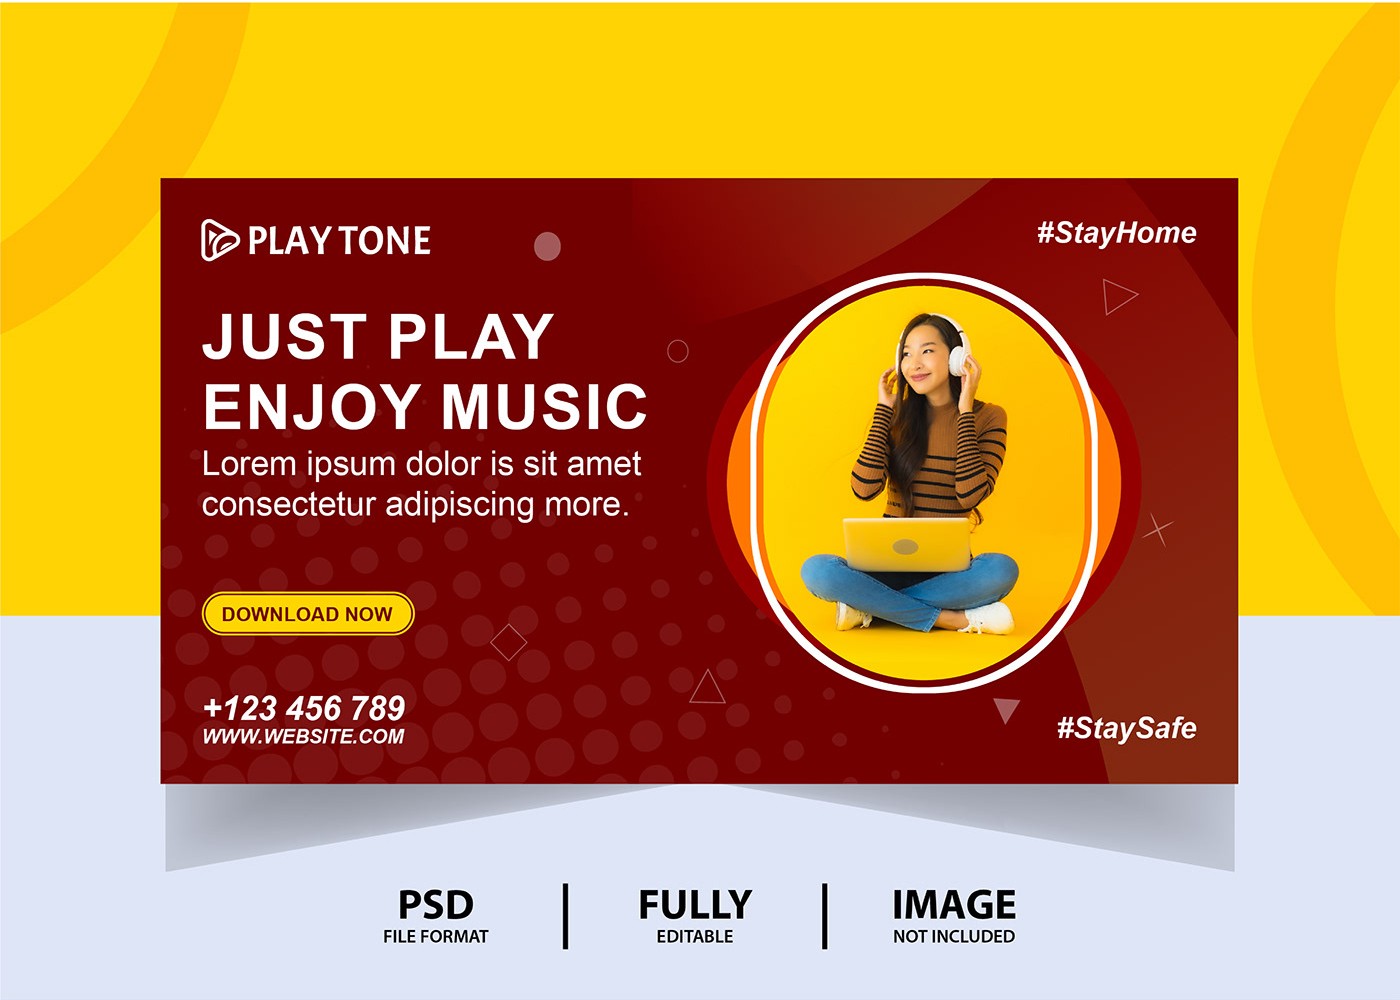 PLAY TONE
#StayHome
JUST PLAY
ENJOY MUSIC
Lorem ipsum dolor is sit amet
consectetur adipiscing more.
DOWNLOAD NOW
+123 456 789
WWW.WEBSITE.COM
#StaySafe
PSD
FILE FORMAT
FULLY
EDITABLE
IMAGE
NOT INCLUDED